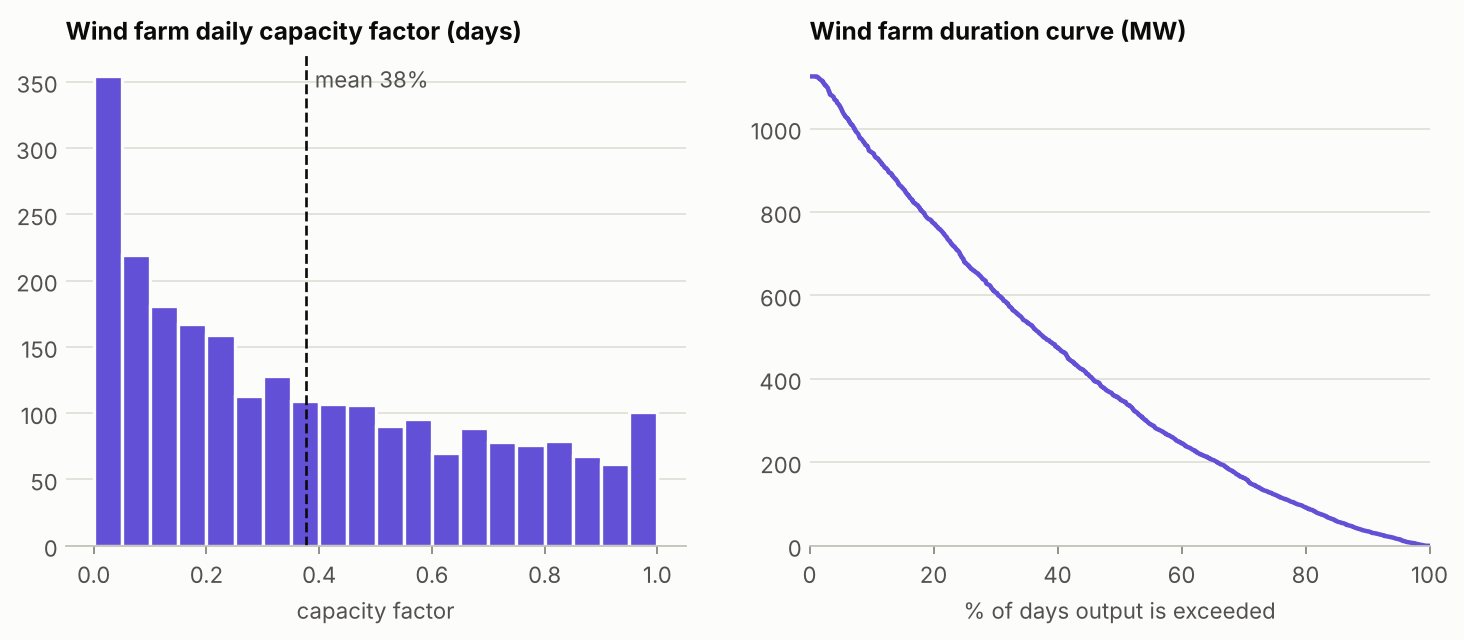 Wind farm daily capacity factor (days)
mean 38%
350
300
250
200
150
100
50
0
0.0 0.2 0.4 0.6 0.8 1.0
capacity factor
Wind farm duration curve (MW)
1000
800
600
400
200
0
0 20 40 60 80 100
% of days output is exceeded